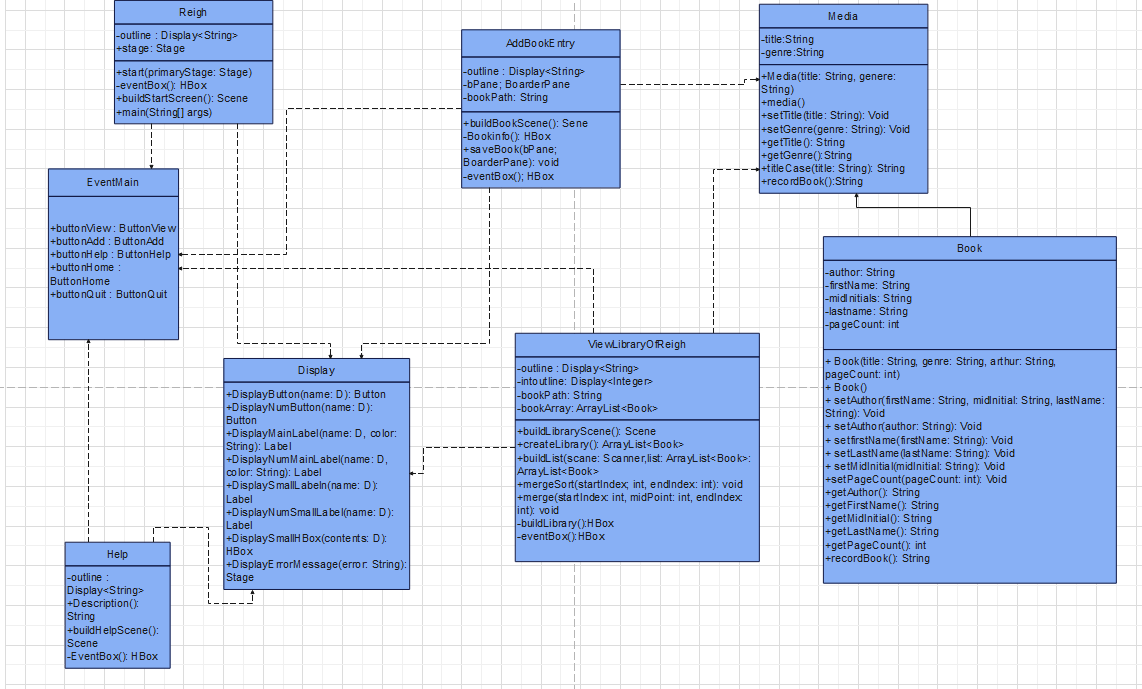 Reigh
-outline : Display<String>
+stage: Stage
+start(primaryStage: Stage)
-eventBox(): HBox
+buildStartScreen(): Scene
+main(String[] args)
AddBookEntry
-outline : Display<String>
-bPane; BoarderPane
-bookPath: String
+buildBookScene(): Sene
-Bookinfo(): HBox
+saveBook(bPane;
BoarderPane): void
-eventBox(); HBox
Media
-title:String
-genre:String
+Media(title: String, genere:
String)
+media()
+setTitle(title: String): Void
+setGenre(genre: String): Void
+getTitle(): String
+getGenre():String
+titleCase(title: String): String
+recordBook():String
EventMain
+buttonView : ButtonView
+buttonAdd : ButtonAdd
+buttonHelp : ButtonHelp
+buttonHome :
ButtonHome
+buttonQuit : ButtonQuit
Book
-author: String
-firstName: String
-midInitials: String
-lastname: String
-pageCount: int
+ Book(title: String, genre: String, arthur: String,
pageCount: int)
+ Book()
+ setAuthor(firstName: String, midInitial: String, lastName:
String): Void
+ setAuthor(author: String): Void
+ setfirstName(firstName: String): Void
+ setLastName(lastName: String): Void
+ setMidInitial(midInitial: String): Void
+setPageCount(pageCount: int): Void
+getAuthor(): String
+getFirstName(): String
+getMidInitial(): String
+getLastName(): String
+getPageCount(): int
+recordBook(): String
ViewLibraryOfReigh
-outline : Display<String>
-intoutline: Display<Integer>
-bookPath: String
-bookArray: ArrayList<Book>
+buildLibraryScene(): Scene
+createLibrary(): ArrayList<Book>
+buildList(scane: Scanner,list: ArrayList<Book>:
ArrayList<Book>
+mergeSort(startIndex; int, endIndex: int): void
+merge(startIndex: int, midPoint: int, endIndex:
int): void
-buildLibrary():HBox
-eventBox():HBox
Display
+DisplayButton(name: D): Button
+DisplayNumButton(name: D):
Button
+DisplayMainLabel(name: D, color:
String): Label
+DisplayNumMainLabel(name: D,
color: String): Label
+DisplaySmallLabeln(name: D):
Label
+DisplayNumSmallLabel(name: D):
Label
+DisplaySmallHBox(contents: D):
HBox
+DisplayErrorMessage(error: String):
Stage
Help
-outline :
Display<String>
+Description():
String
+buildHelpScene():
Scene
-EventBox(): HBox